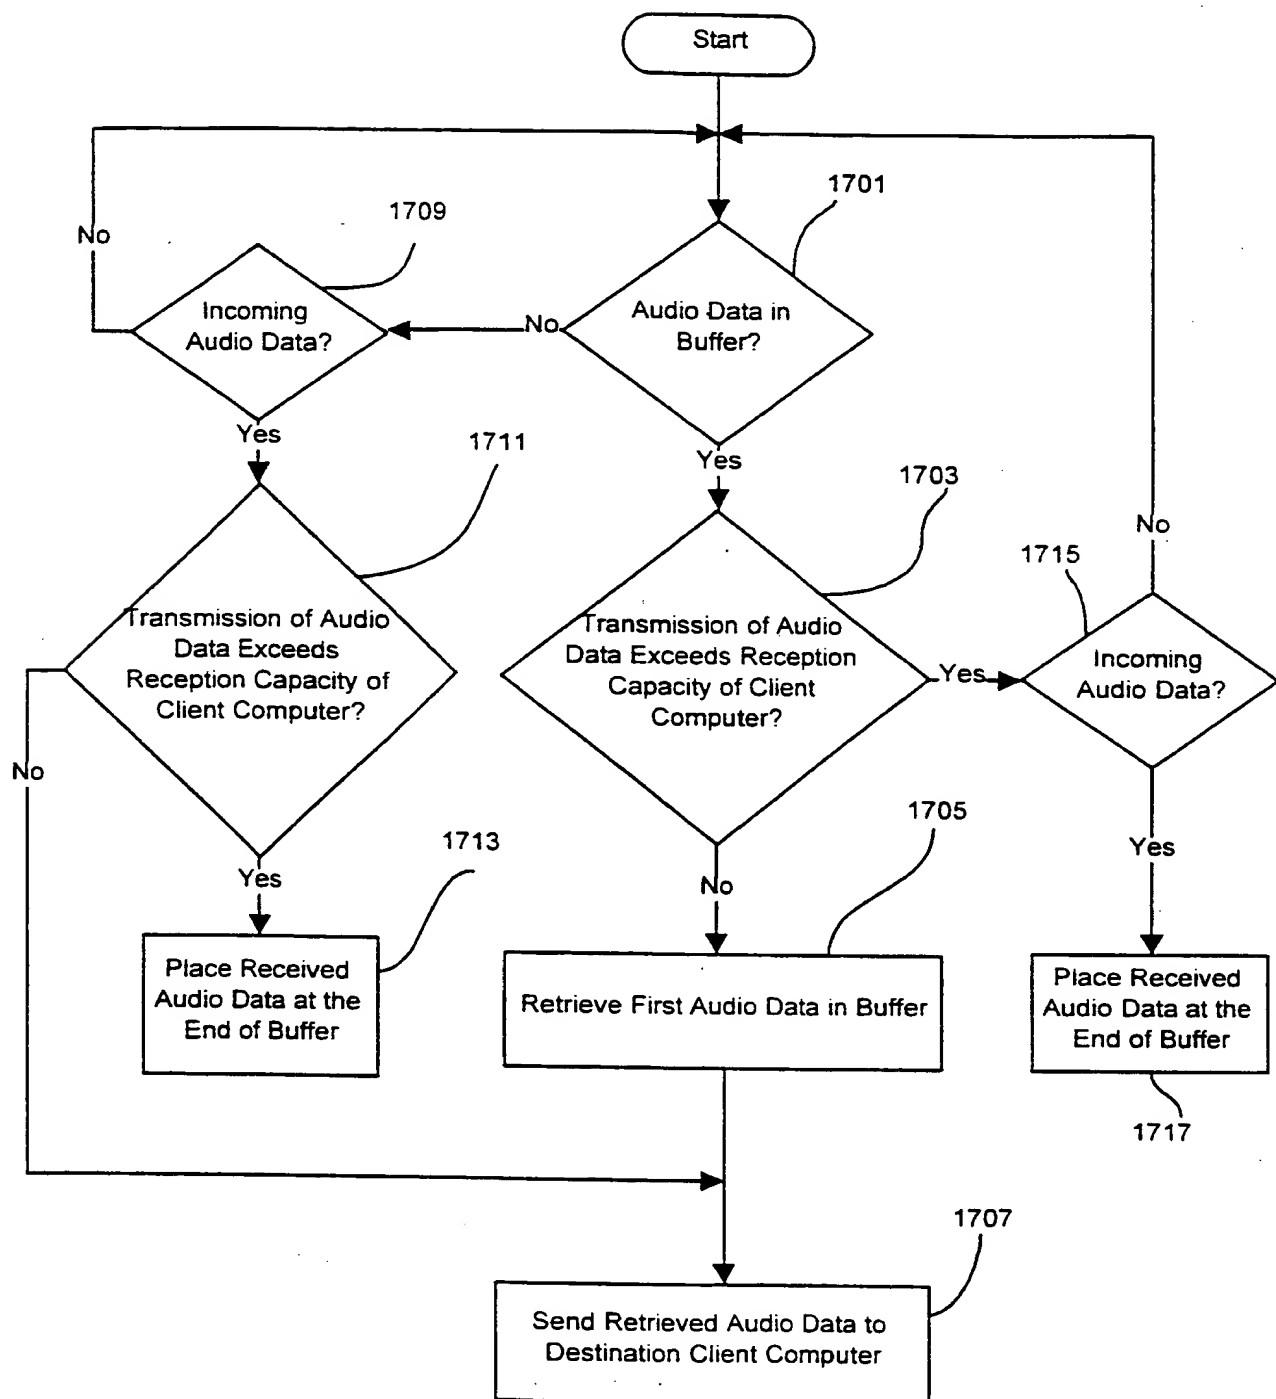 Start
1701
1709
No
Incoming
Audio Data?
No
Audio Data in
Buffer?
Yes
1711
Yes
1703
No
1715
Transmission of Audio
Data Exceeds
Reception Capacity of
Client Computer?
Transmission of Audio
Data Exceeds Reception
Capacity of Client
Computer?
Yes
Incoming
Audio Data?
No
1713
1705
Yes
No
Yes
Place Received
Audio Data at the
End of Buffer
Retrieve First Audio Data in Buffer
Place Received
Audio Data at the
End of Buffer
1717
1707
Send Retrieved Audio Data to
Destination Client Computer